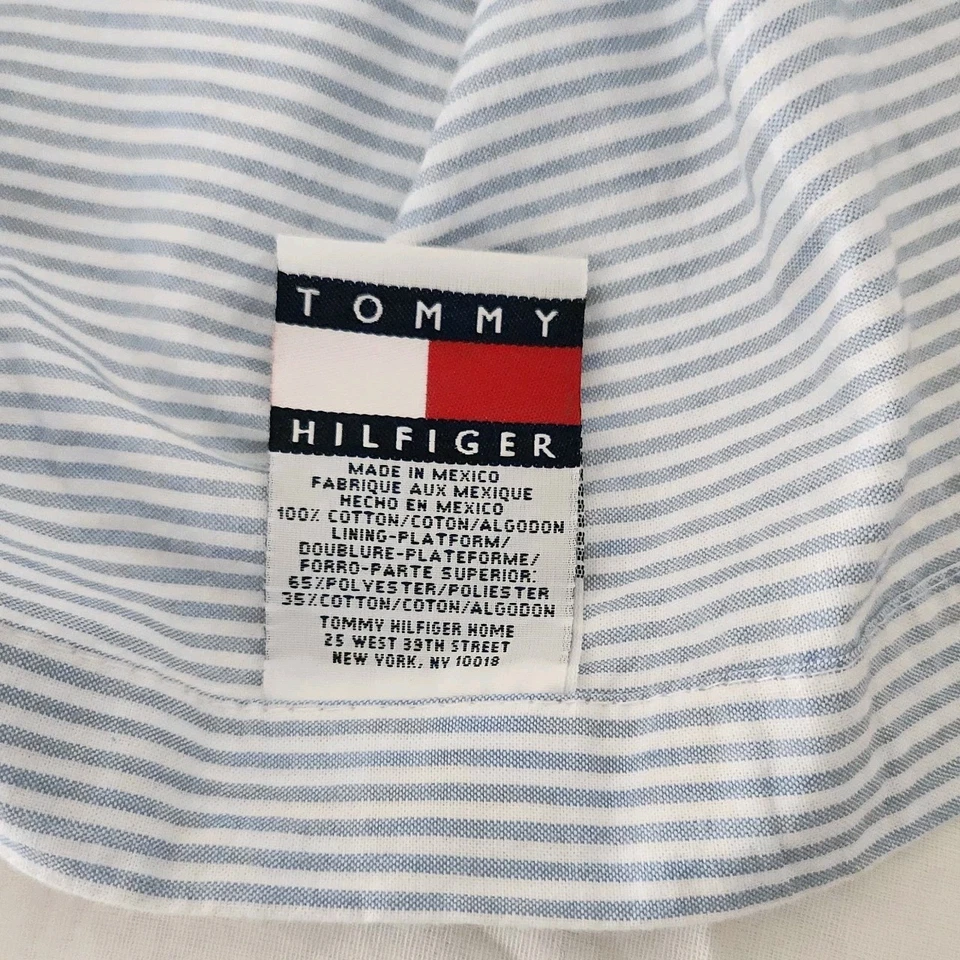 TOMMY
HILFIGER
MADE IN MEXICO
FABRIQUE AUX MEXIQUE
HECHO EN MEXICO
100% COTTON/COTON/ALGODON
LINING-PLATFORM/
DOUBLURE-PLATEFORME/
FORRO-PARTE SUPERIOR:
65%POLYESTER/POLIESTER
35%COTTON/COTON/ALGODON
TOMMY HILFIGER HOME
25 WEST 39TH STREET
NEW YORK, NY 10018